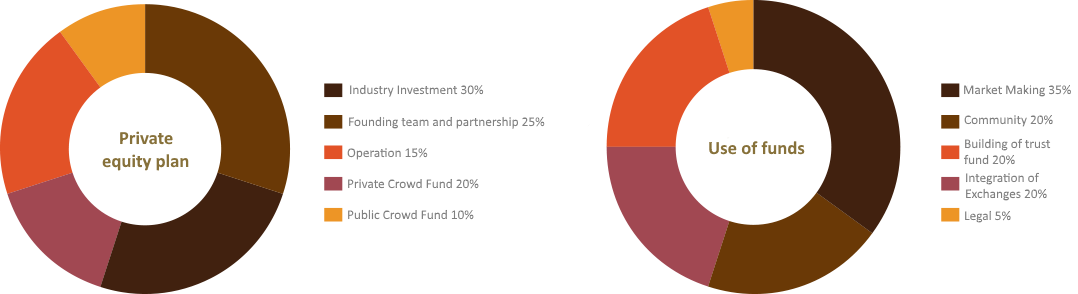 Private
equity plan
Industry Investment 30%
Founding team and partnership 25%
Operation 15%
Private Crowd Fund 20%
Public Crowd Fund 10%
Use of funds
Market Making 35%
Community 20%
Building of trust
fund 20%
Integration of
Exchanges 20%
Legal 5%